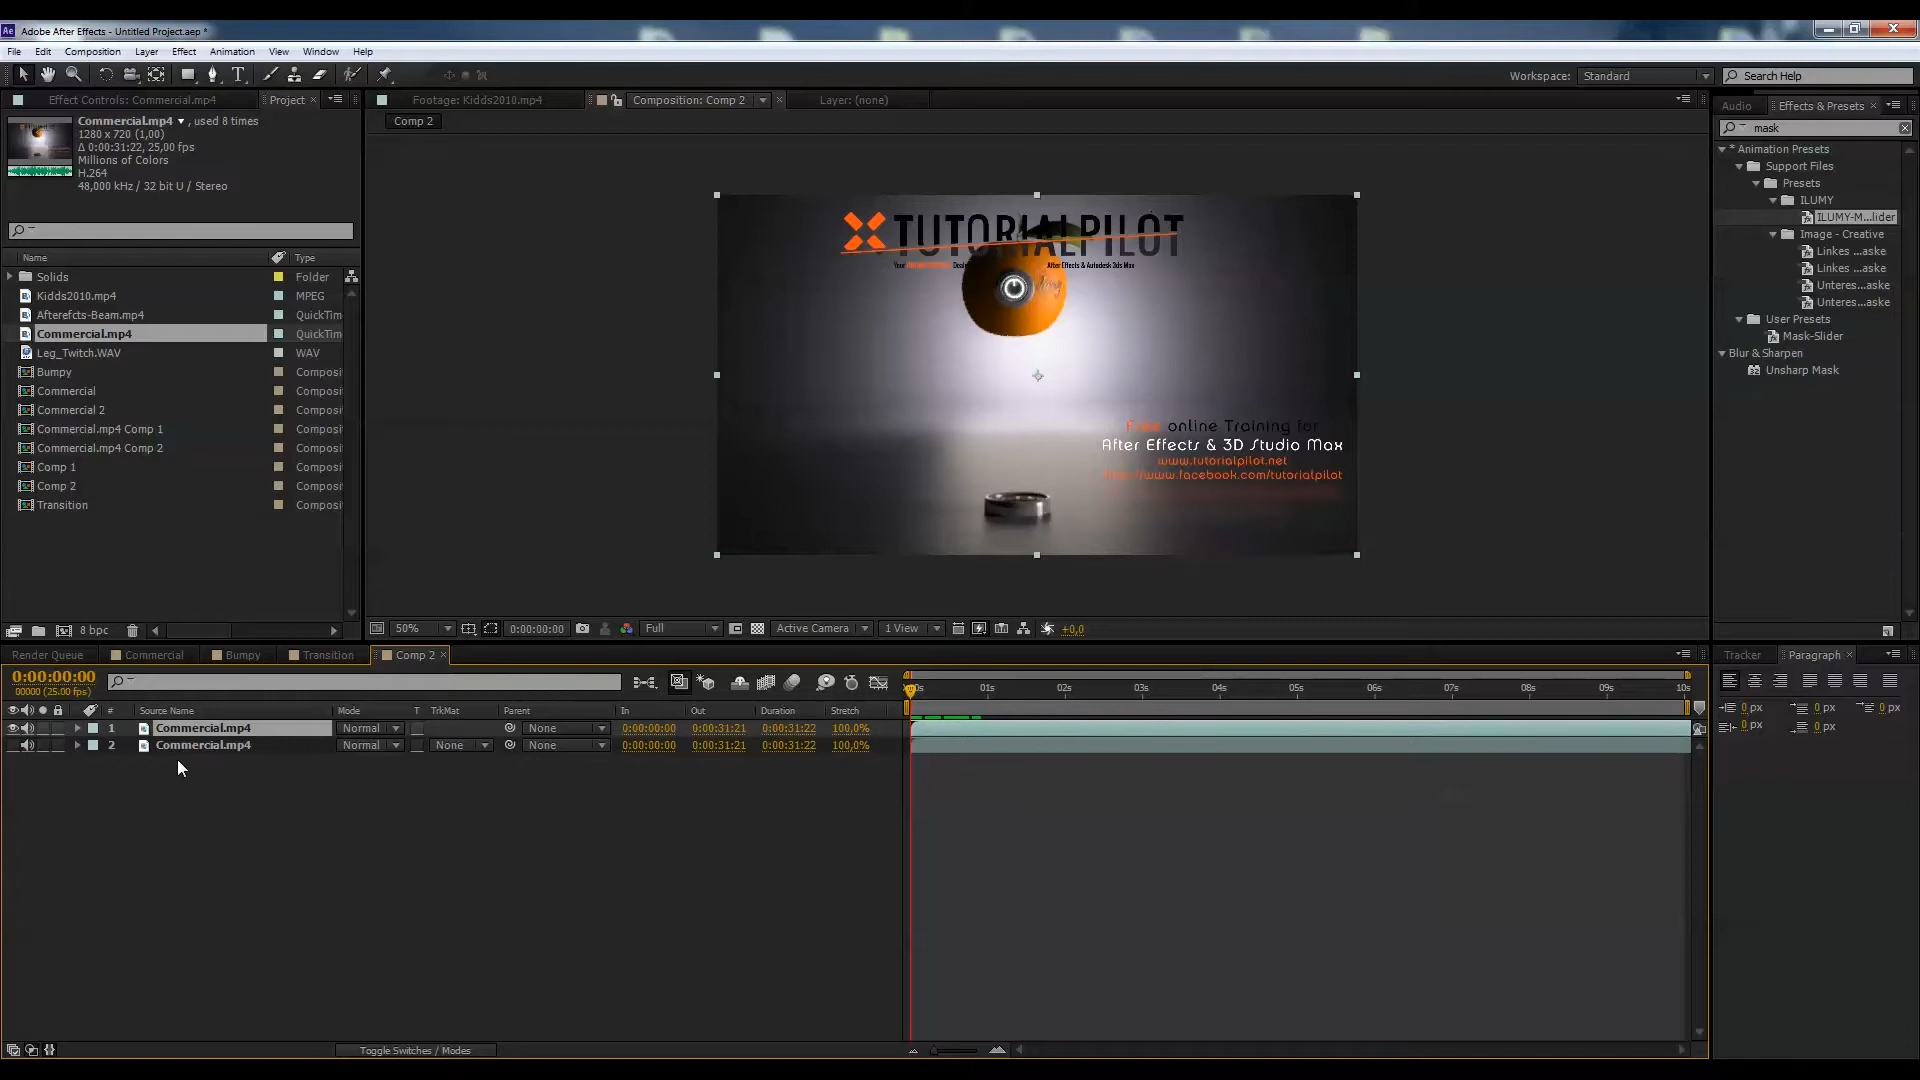 Adobe After Effects - Untitled Project.aep *
File Edit Composition Layer Effect Animation View Window Help
Workspace: Standard Search Help
Effect Controls: Commercial.mp4 Project
Commercial.mp4 , used 8 times
1280 x 720 (1,00)
Δ 0:00:31:22, 25,00 fps
Millions of Colors
H.264
48,000 kHz / 32 bit U / Stereo
Name Type
Solids Folder
Kidds2010.mp4 MPEG
Afterefcts-Beam.mp4 QuickTim
Commercial.mp4 QuickTim
Leg_Twitch.WAV WAV
Bumpy Composi
Commercial Composi
Commercial 2 Composi
Commercial.mp4 Comp 1 Composi
Commercial.mp4 Comp 2 Composi
Comp 1 Composi
Comp 2 Composi
Transition Composi
8 bpc
Footage: Kidds2010.mp4 Composition: Comp 2 Layer: (none)
Comp 2
TUTORIALPILOT
Your
After Effects & Autodesk 3ds Max
Free online Training for
After Effects & 3D Studio Max
www.tutorialpilot.net
www.facebook.com/tutorialpilot
50% 0:00:00:00 Full Active Camera 1 View +0,0
Audio Effects & Presets
mask
* Animation Presets
Support Files
Presets
ILUMY
ILUMY-M...lider
Image - Creative
Linkes ...aske
Linkes ...aske
Unteres...aske
Unteres...aske
User Presets
Mask-Slider
Blur & Sharpen
Unsharp Mask
Render Queue Commercial Bumpy Transition Comp 2
0:00:00:00
00000 (25.00 fps)
# Source Name Mode T TrkMat Parent In Out Duration Stretch
1 Commercial.mp4 Normal None 0:00:00:00 0:00:31:21 0:00:31:22 100,0%
2 Commercial.mp4 Normal None None 0:00:00:00 0:00:31:21 0:00:31:22 100,0%
01s 02s 03s 04s 05s 06s 07s 08s 09s 10s
Toggle Switches / Modes
Tracker Paragraph
0 px 0 px 0 px
0 px 0 px